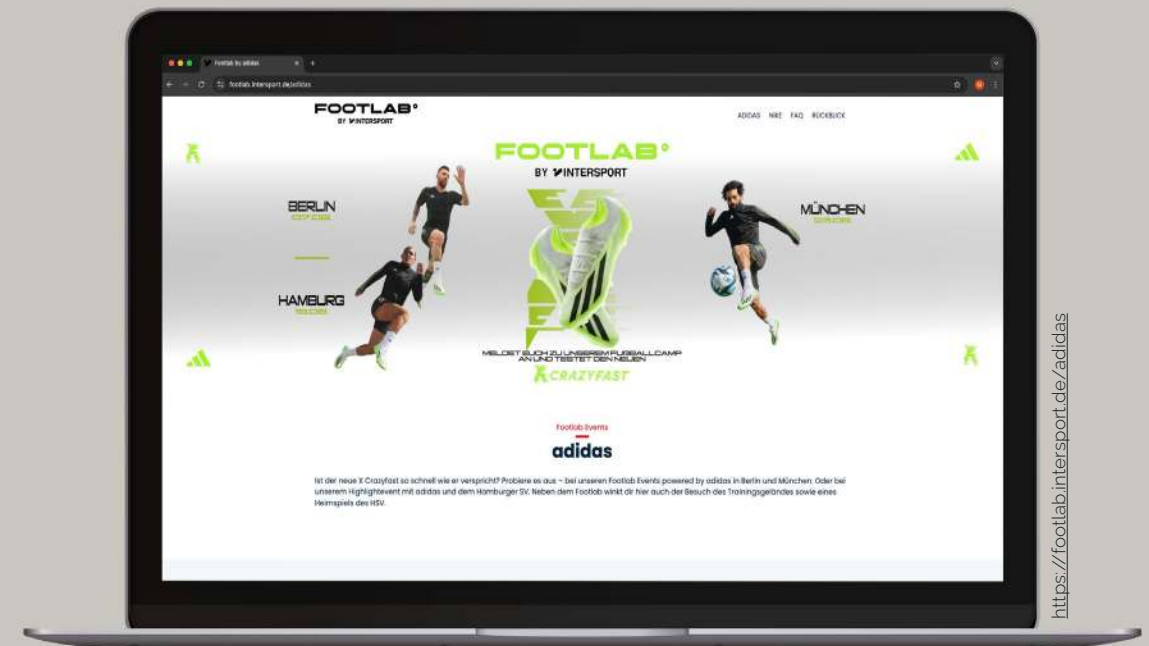 Footlab by adidas
footlab.intersport.de/adidas
FOOTLAB°
BY INTERSPORT
ADIDAS NIKE FAQ RÜCKBLICK
FOOTLAB°
BY INTERSPORT
BERLIN
MÜNCHEN
HAMBURG
MELDET EUCH ZU UNSEREM FUßBALLCAMP
AN UND TESTET DEN NEUEN
X CRAZYFAST
Footlab Events
adidas
Ist der neue X Crazyfast so schnell wie er verspricht? Probiere es aus – bei unseren Footlab Events powered by adidas in Berlin und München. Oder bei
unserem Highlightevent mit adidas und dem Hamburger SV. Neben dem Footlab winkt dir hier auch der Besuch des Trainingsgeländes sowie eines
Heimspiels des HSV.
https://footlab.intersport.de/adidas